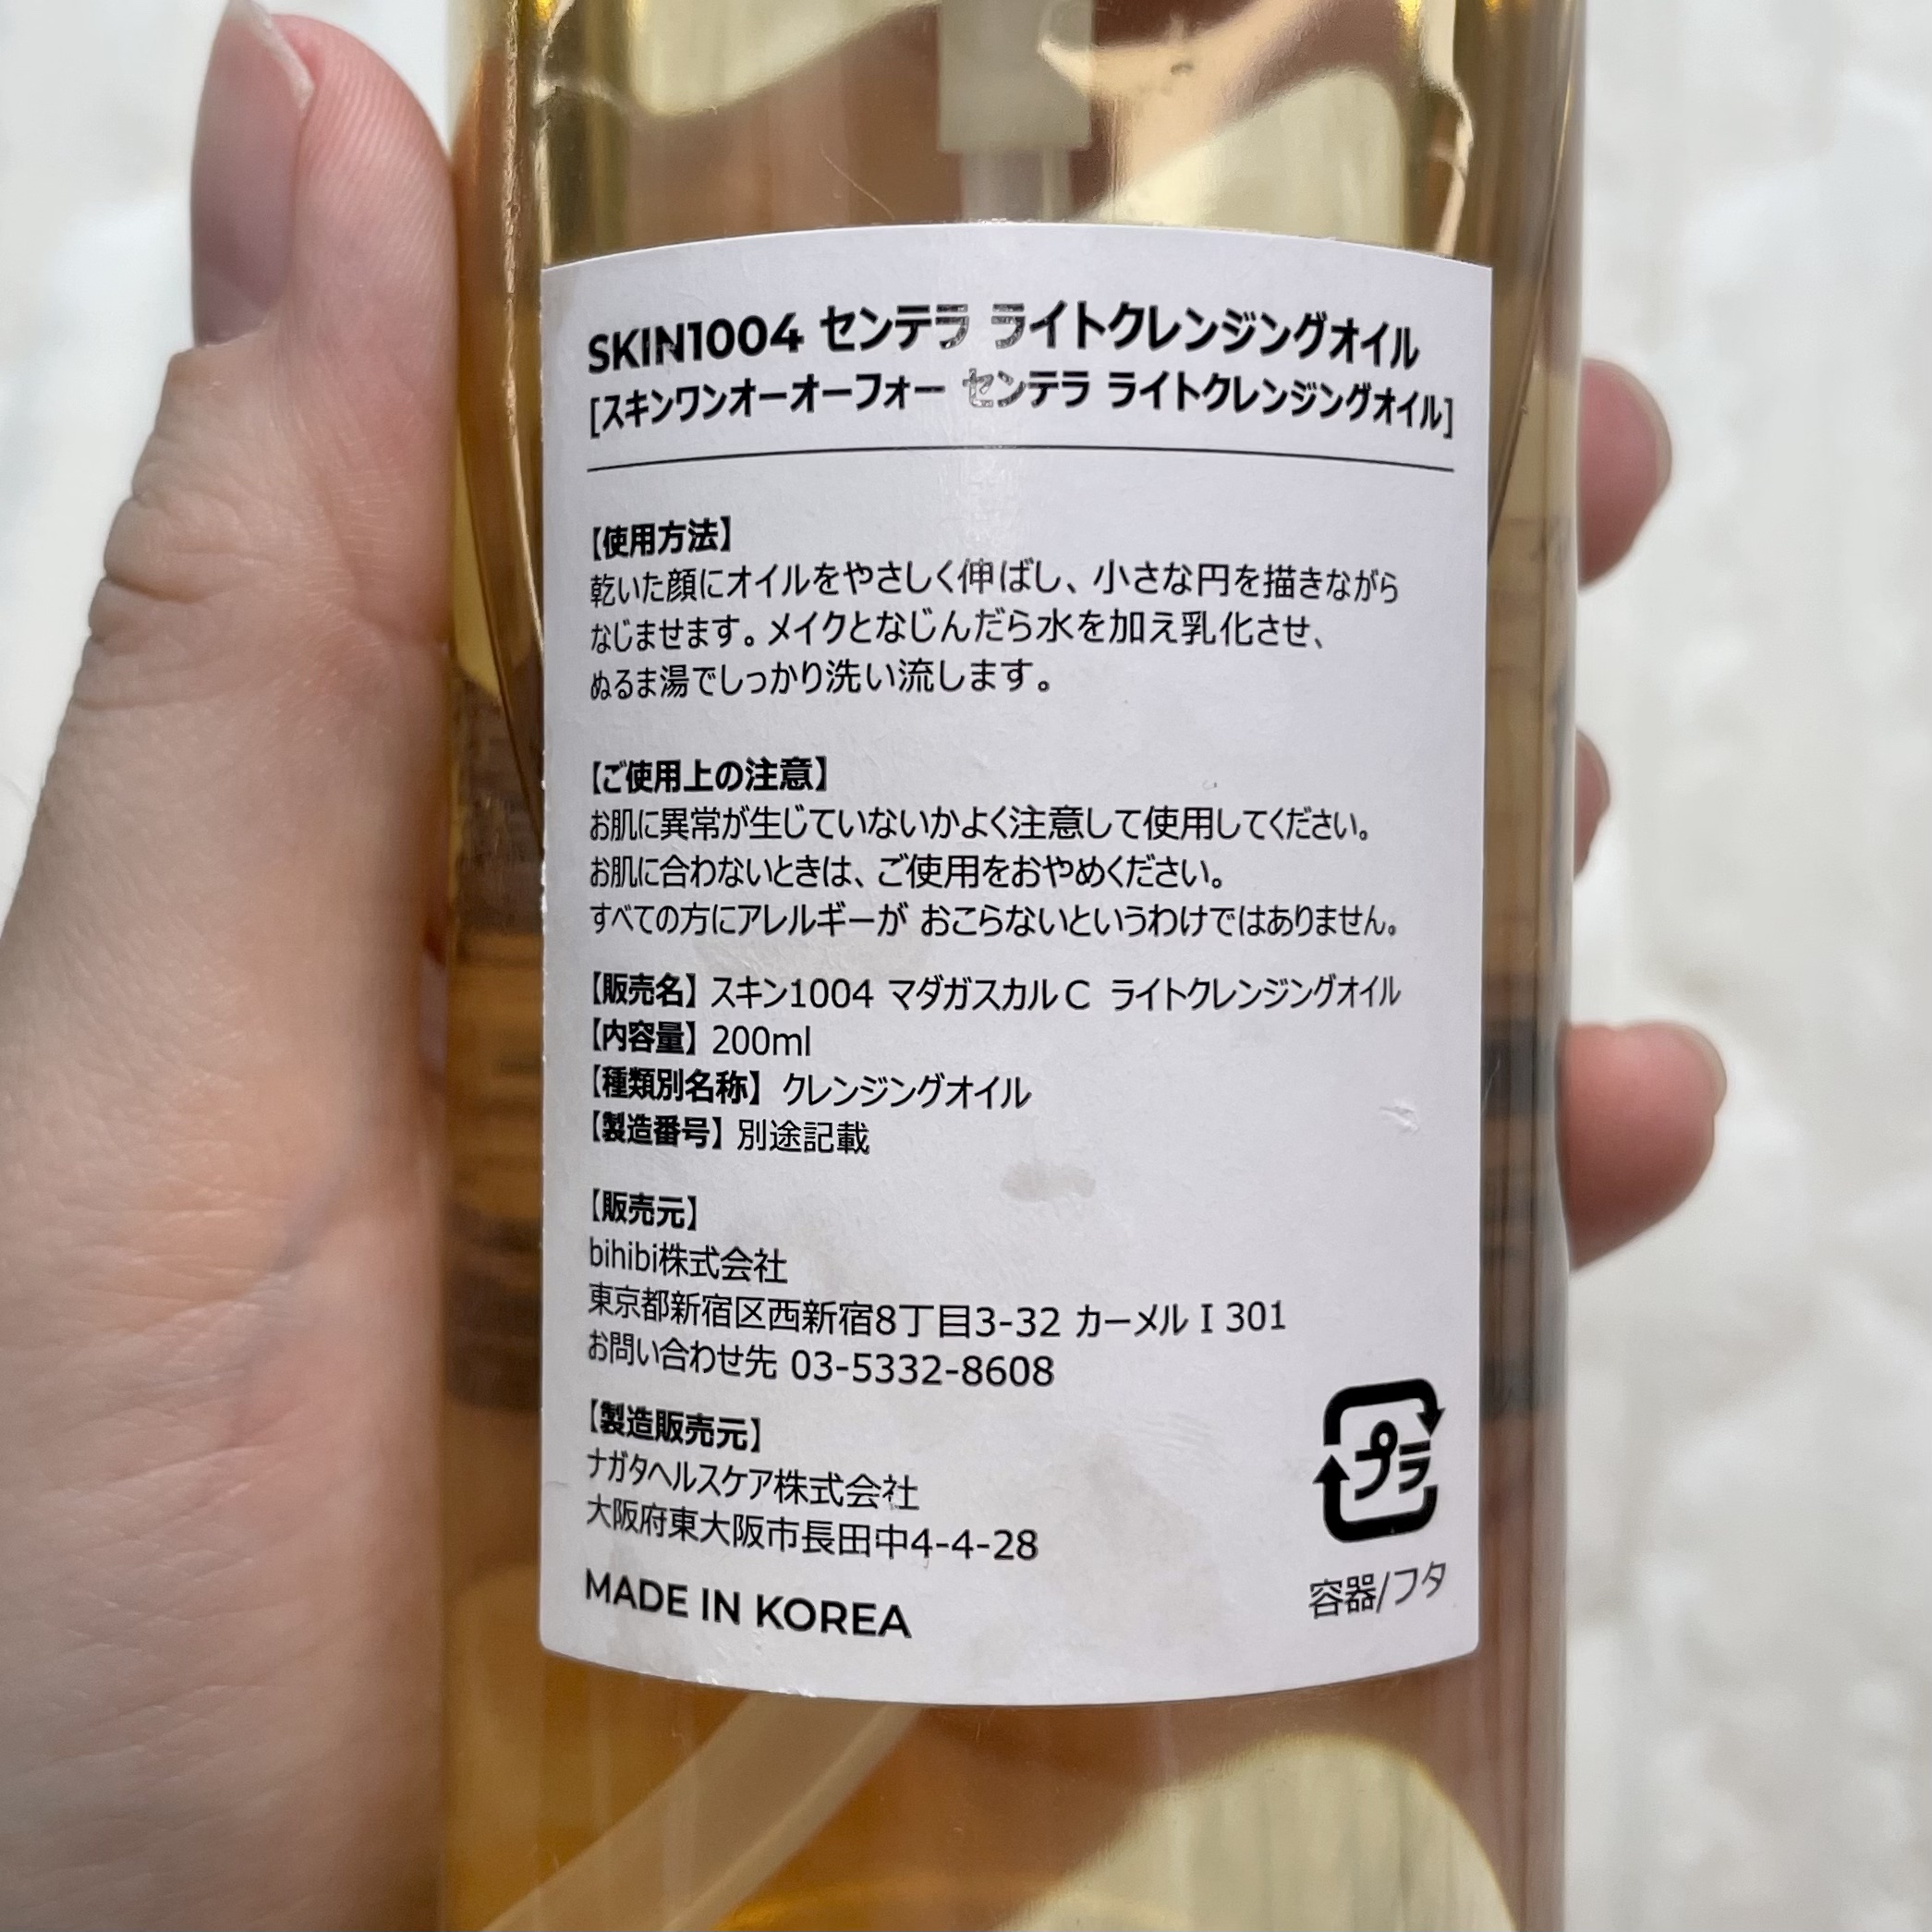 SKIN1004 センテラ ライトクレンジングオイル
[スキンワンオーオーフォー センテラ ライトクレンジングオイル]
【使用方法】
乾いた顔にオイルをやさしく伸ばし、小さな円を描きながら
なじませます。メイクとなじんだら水を加え乳化させ、
ぬるま湯でしっかり洗い流します。
【ご使用上の注意】
お肌に異常が生じていないかよく注意して使用してください。
お肌に合わないときは、ご使用をおやめください。
すべての方にアレルギーが おこらないというわけではありません。
【販売名】 スキン1004 マダガスカルC ライトクレンジングオイル
【内容量】 200ml
【種類別名称】 クレンジングオイル
【製造番号】 別途記載
【販売元】
bihibi株式会社
東京都新宿区西新宿8丁目3-32 カーメル I 301
お問い合わせ先 03-5332-8608
【製造販売元】
ナガタヘルスケア株式会社
大阪府東大阪市長田中4-4-28
MADE IN KOREA
プラ
容器/フタ